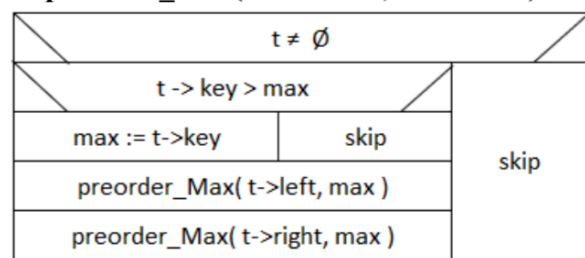 t ≠ Ø
t -> key > max
max := t->key skip
skip
preorder_Max( t->left, max )
preorder_Max( t->right, max )